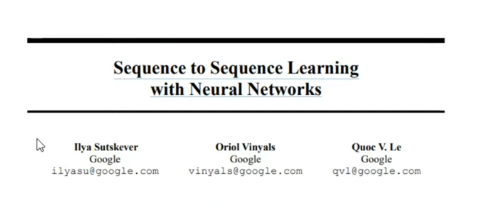 Sequence to Sequence Learning
with Neural Networks
Ilya Sutskever Oriol Vinyals Quoc V. Le
Google Google Google
ilyasu@google.com vinyals@google.com qvl@google.com